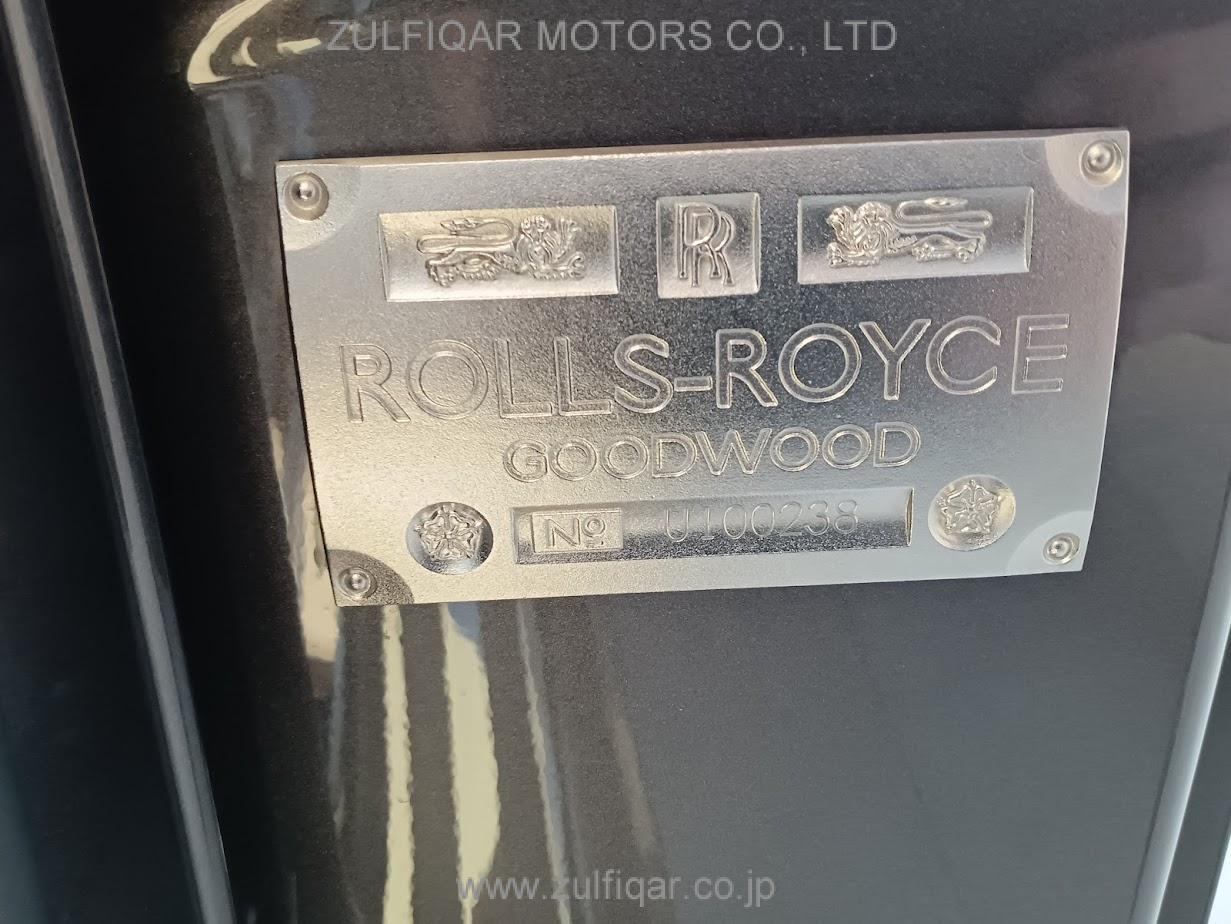 ZULFIQAR MOTORS CO., LTD
RR
ROLLS-ROYCE
GOODWOOD
Nº U100238
www.zulfiqar.co.jp